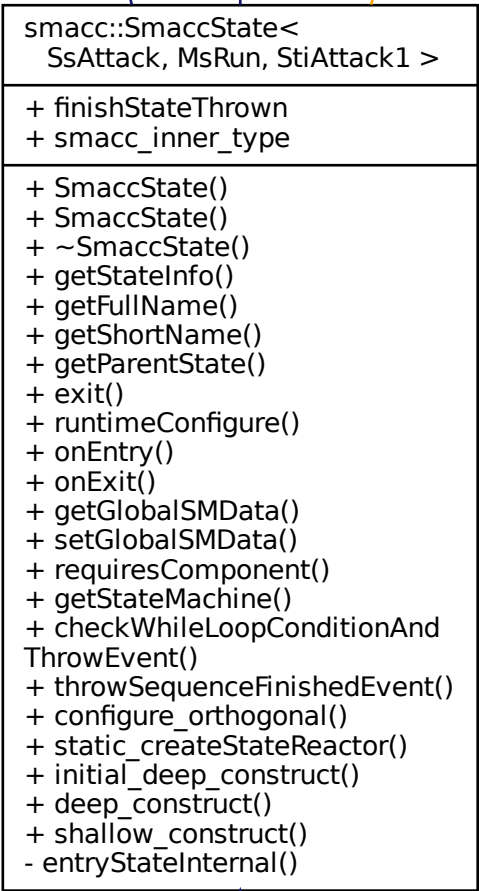 smacc::SmaccState<
SsAttack, MsRun, StiAttack1 >
+ finishStateThrown
+ smacc_inner_type
+ SmaccState()
+ SmaccState()
+ ~SmaccState()
+ getStateInfo()
+ getFullName()
+ getShortName()
+ getParentState()
+ exit()
+ runtimeConfigure()
+ onEntry()
+ onExit()
+ getGlobalSMData()
+ setGlobalSMData()
+ requiresComponent()
+ getStateMachine()
+ checkWhileLoopConditionAnd
ThrowEvent()
+ throwSequenceFinishedEvent()
+ configure_orthogonal()
+ static_createStateReactor()
+ initial_deep_construct()
+ deep_construct()
+ shallow_construct()
- entryStateInternal()